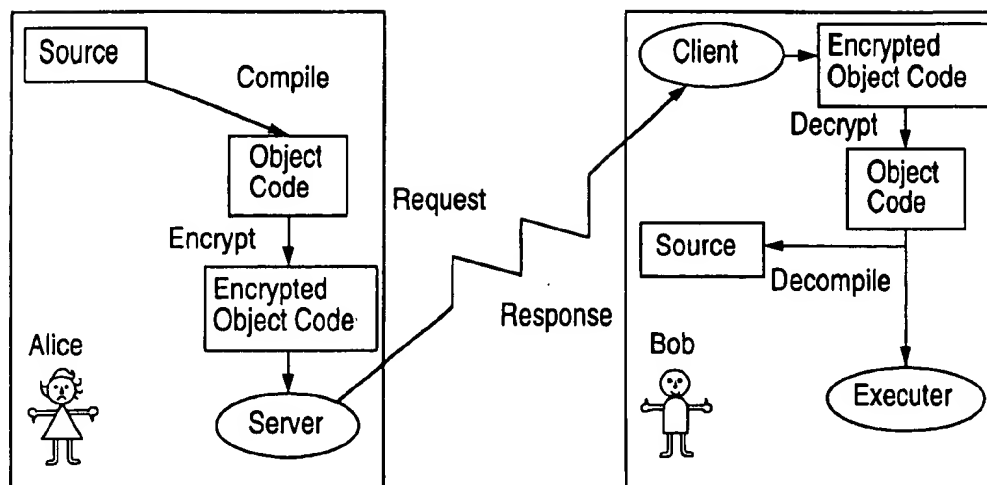 Source
Compile
Object
Code
Encrypt
Encrypted
Object Code
Alice
Server
Request
Response
Client
Encrypted
Object Code
Decrypt
Object
Code
Source
Decompile
Bob
Executer